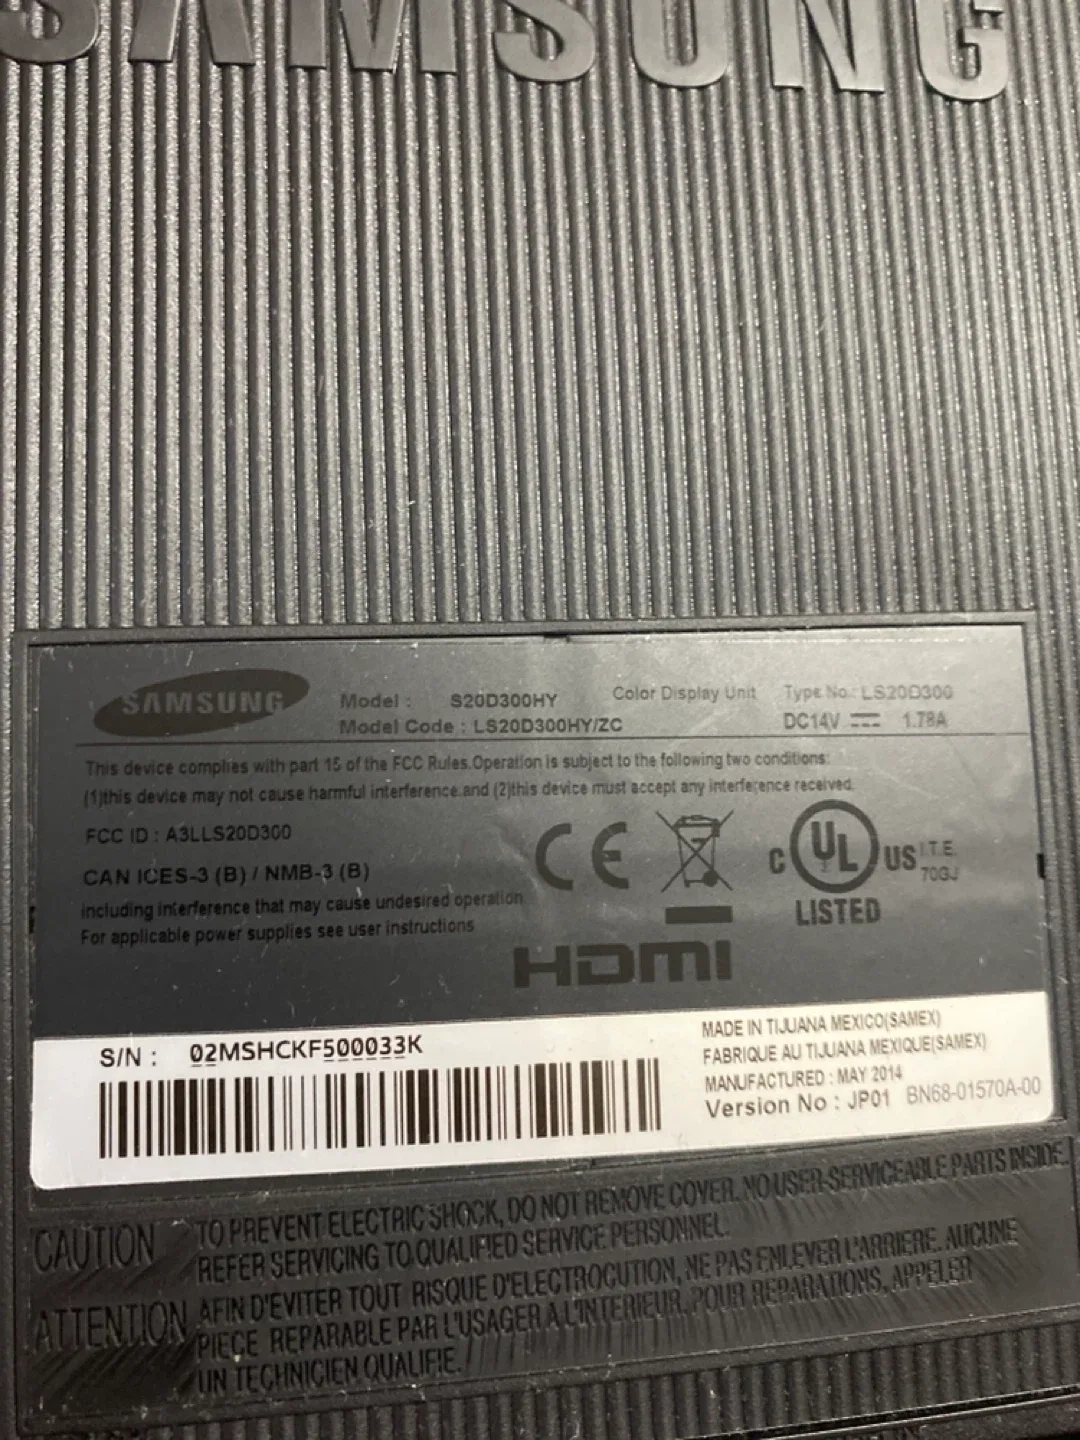 SAMSUNG
SAMSUNG
Model : S20D300HY Color Display Unit Type No.: LS20D300
Model Code : LS20D300HY/ZC DC14V 1.78A
This device complies with part 15 of the FCC Rules.Operation is subject to the following two conditions:
(1)this device may not cause harmful interference.and (2)this device must accept any interference received.
FCC ID : A3LLS20D300
CAN ICES-3 (B) / NMB-3 (B)
including interference that may cause undesired operation
For applicable power supplies see user instructions
CE
C UL US I.T.E.
70GJ
LISTED
HDMI
S/N : 02MSHCKF500033K
MADE IN TIJUANA MEXICO(SAMEX)
FABRIQUE AU TIJUANA MEXIQUE(SAMEX)
MANUFACTURED : MAY 2014
Version No : JP01 BN68-01570A-00
CAUTION TO PREVENT ELECTRIC SHOCK, DO NOT REMOVE COVER. NO USER-SERVICEABLE PARTS INSIDE.
REFER SERVICING TO QUALIFIED SERVICE PERSONNEL.
ATTENTION AFIN D'EVITER TOUT RISQUE D'ELECTROCUTION, NE PAS ENLEVER L'ARRIERE. AUCUNE
PIECE REPARABLE PAR L'USAGER A L'INTERIEUR. POUR REPARATIONS, APPELER
UN TECHNICIEN QUALIFIE.